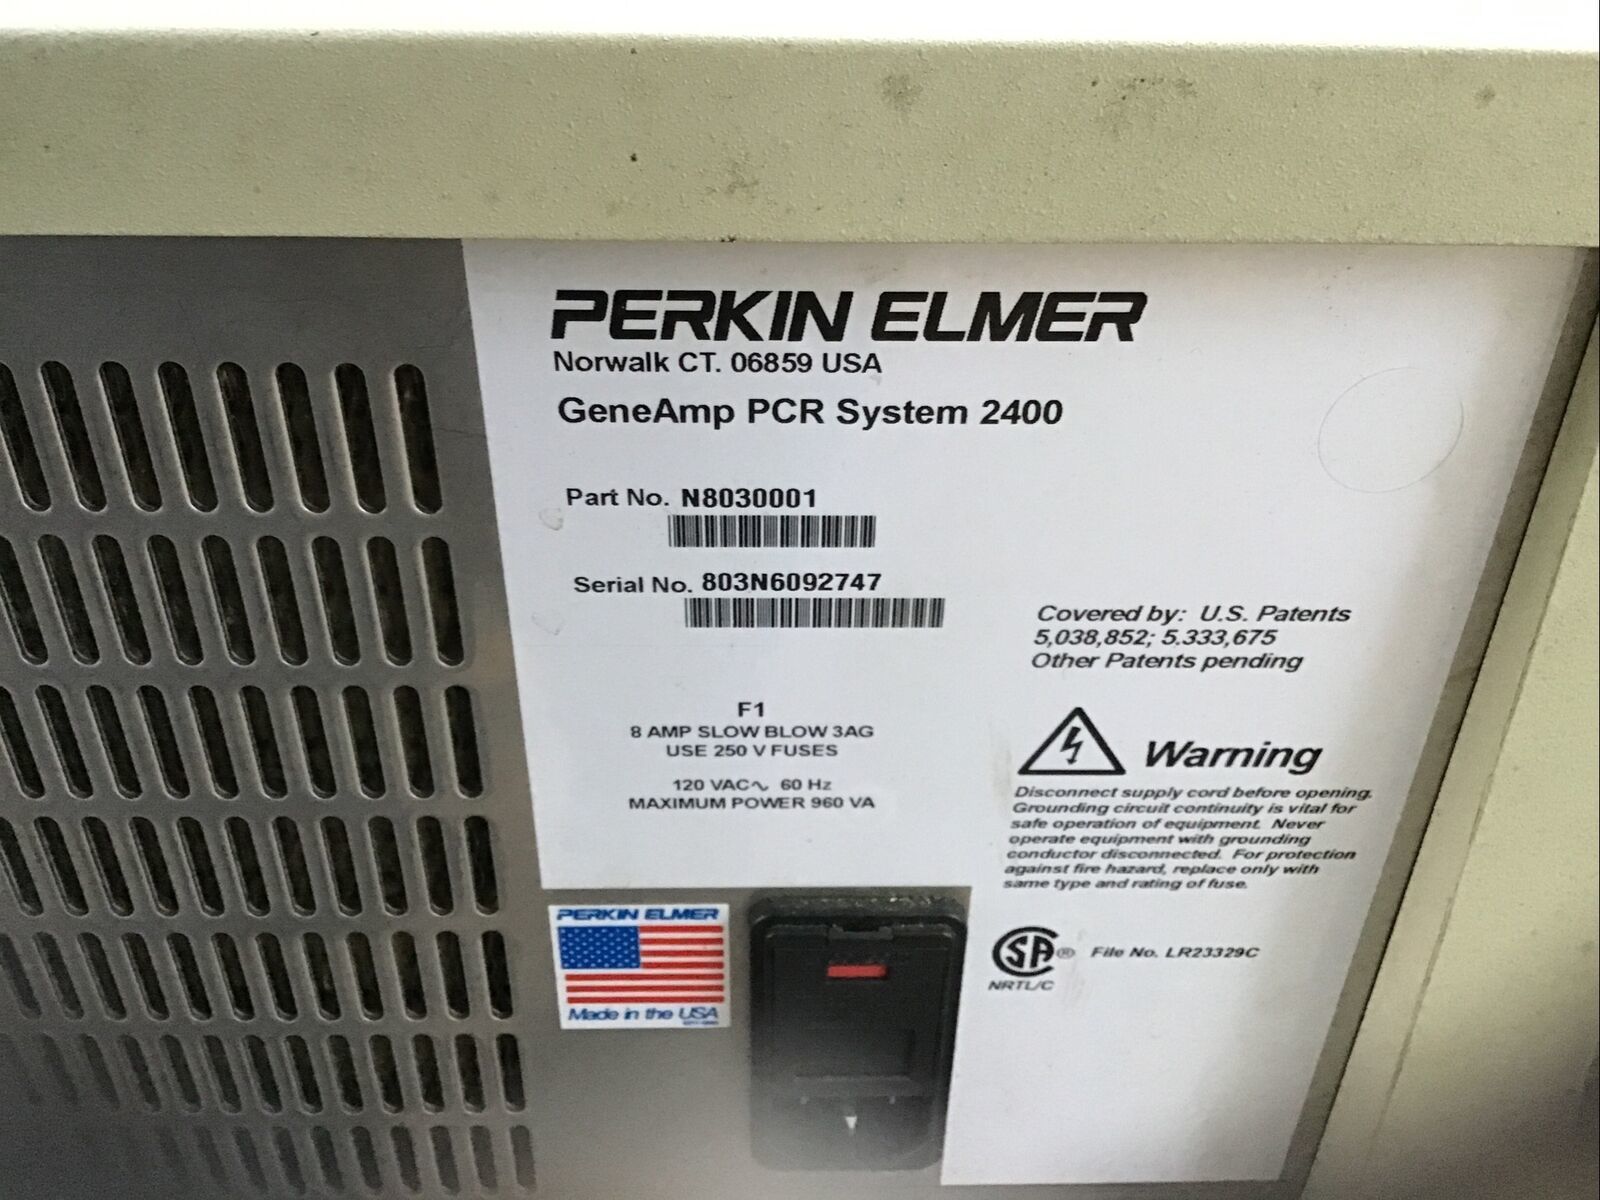 PERKIN ELMER
Norwalk CT. 06859 USA
GeneAmp PCR System 2400
Part No. N8030001
Serial No. 803N6092747
Covered by: U.S. Patents
5,038,852; 5.333,675
Other Patents pending
F1
8 AMP SLOW BLOW 3AG
USE 250 V FUSES
120 VAC∿ 60 Hz
MAXIMUM POWER 960 VA
Warning
Disconnect supply cord before opening.
Grounding circuit continuity is vital for
safe operation of equipment. Never
operate equipment with grounding
conductor disconnected. For protection
against fire hazard, replace only with
same type and rating of fuse.
PERKIN ELMER
Made in the USA
SA® File No. LR23329C
NRTL/C